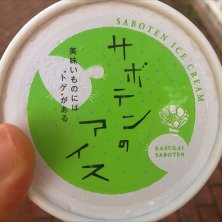 SABOTEN ICE CREAM
美味いものには
"トゲ"がある
サボテンの
アイス
KASUGAI
SABOTEN